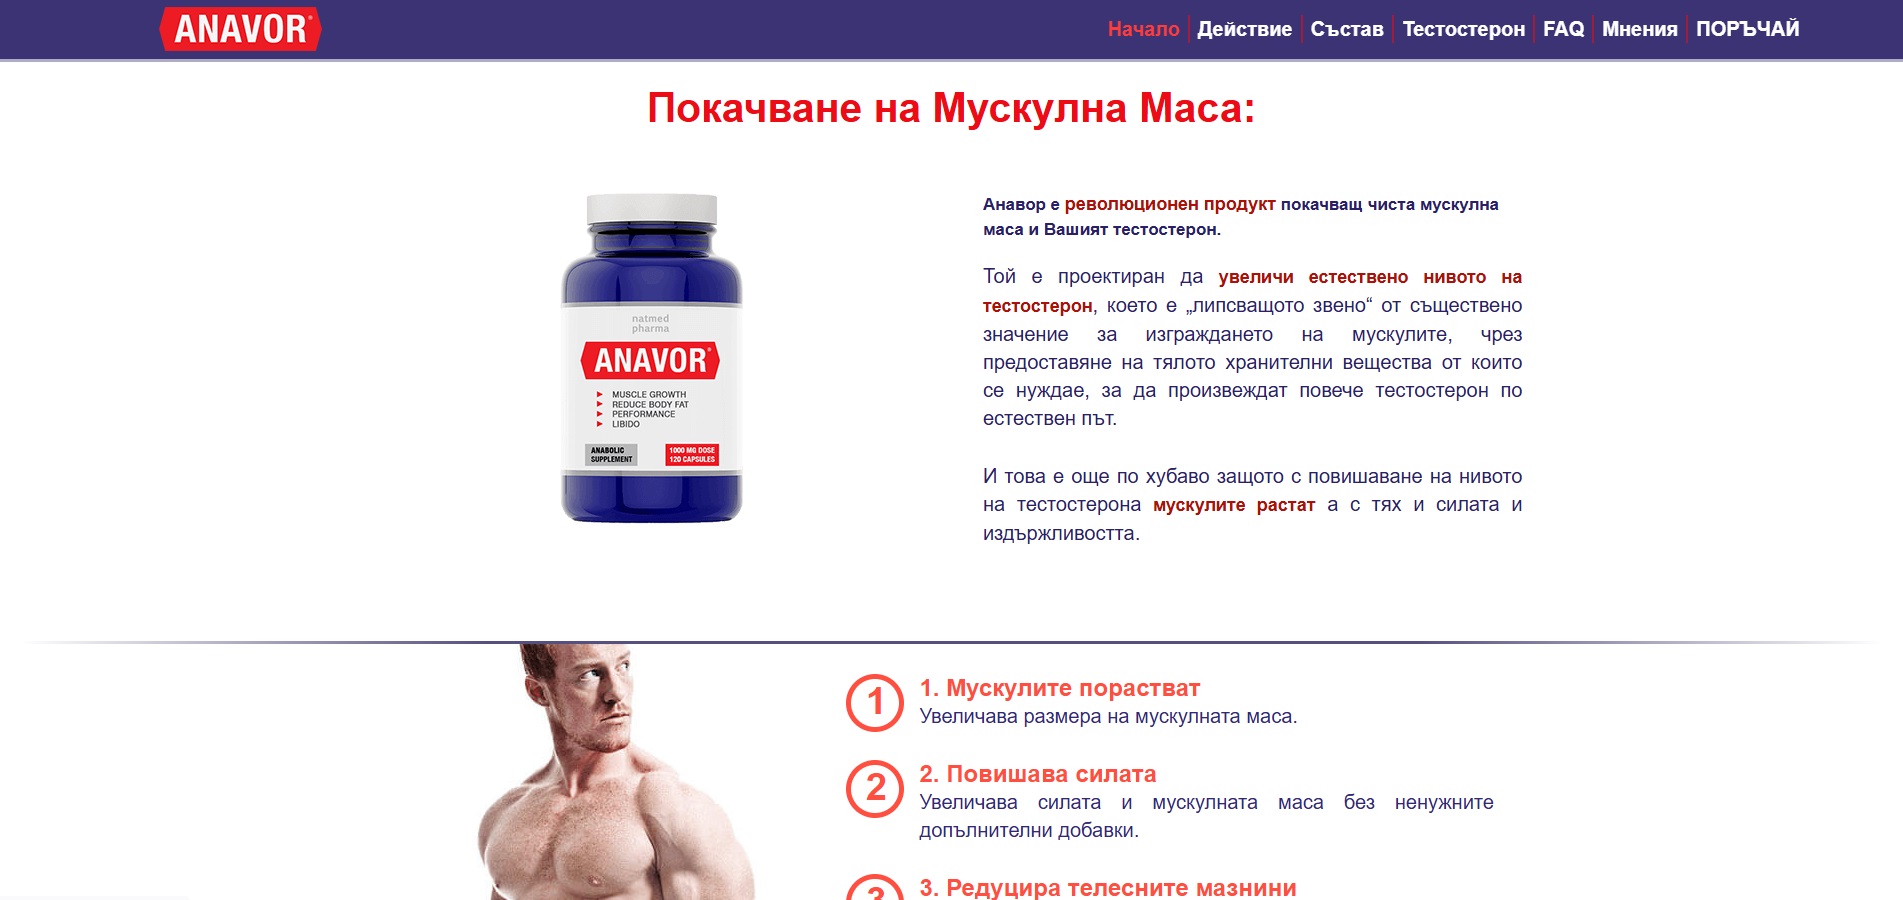 ANAVOR®
Начало Действие Състав Тестостерон FAQ Мнения ПОРЪЧАЙ
Покачване на Мускулна Маса:
natmed
pharma
ANAVOR®
MUSCLE GROWTH
REDUCE BODY FAT
PERFORMANCE
LIBIDO
ANABOLIC
SUPPLEMENT
1000 MG DOSE
120 CAPSULES
Анавор е революционен продукт покачващ чиста мускулна
маса и Вашият тестостерон.
Той е проектиран да увеличи естествено нивото на
тестостерон, което е „липсващото звено“ от съществено
значение за изграждането на мускулите, чрез
предоставяне на тялото хранителни вещества от които
се нуждае, за да произвеждат повече тестостерон по
естествен път.
И това е още по хубаво защото с повишаване на нивото
на тестостерона мускулите растат а с тях и силата и
издържливостта.
1
1. Мускулите порастват
Увеличава размера на мускулната маса.
2
2. Повишава силата
Увеличава силата и мускулната маса без ненужните
допълнителни добавки.
3
3. Редуцира телесните мазнини